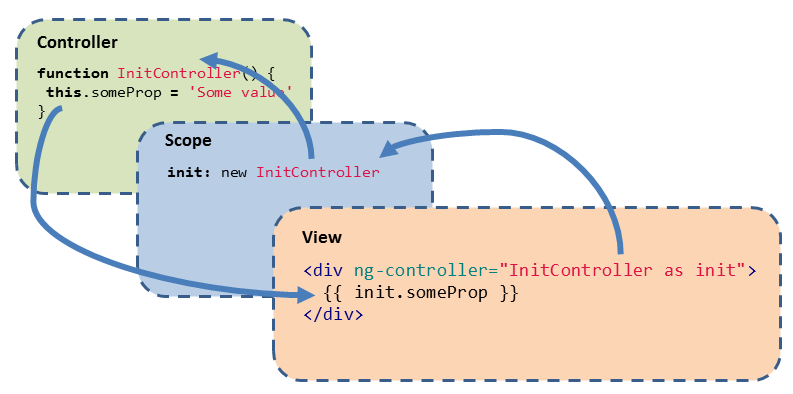 Controller
function InitController() {
this.someProp = 'Some value'
}
Scope
init: new InitController
View
<div ng-controller="InitController as init">
{{ init.someProp }}
</div>